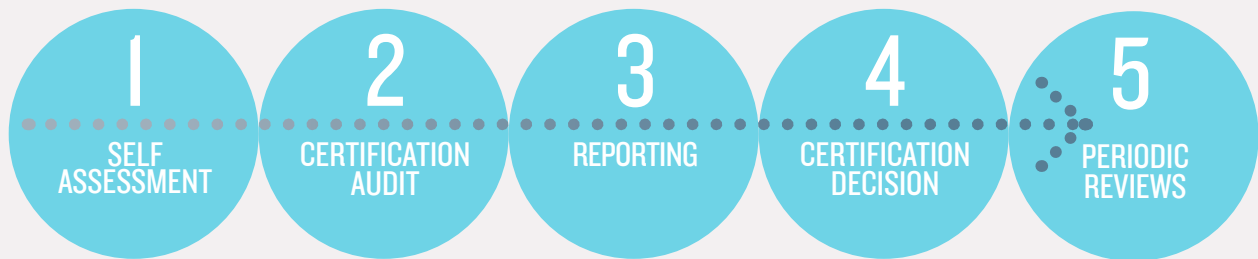 1
SELF
ASSESSMENT
2
CERTIFICATION
AUDIT
3
REPORTING
4
CERTIFICATION
DECISION
5
PERIODIC
REVIEWS